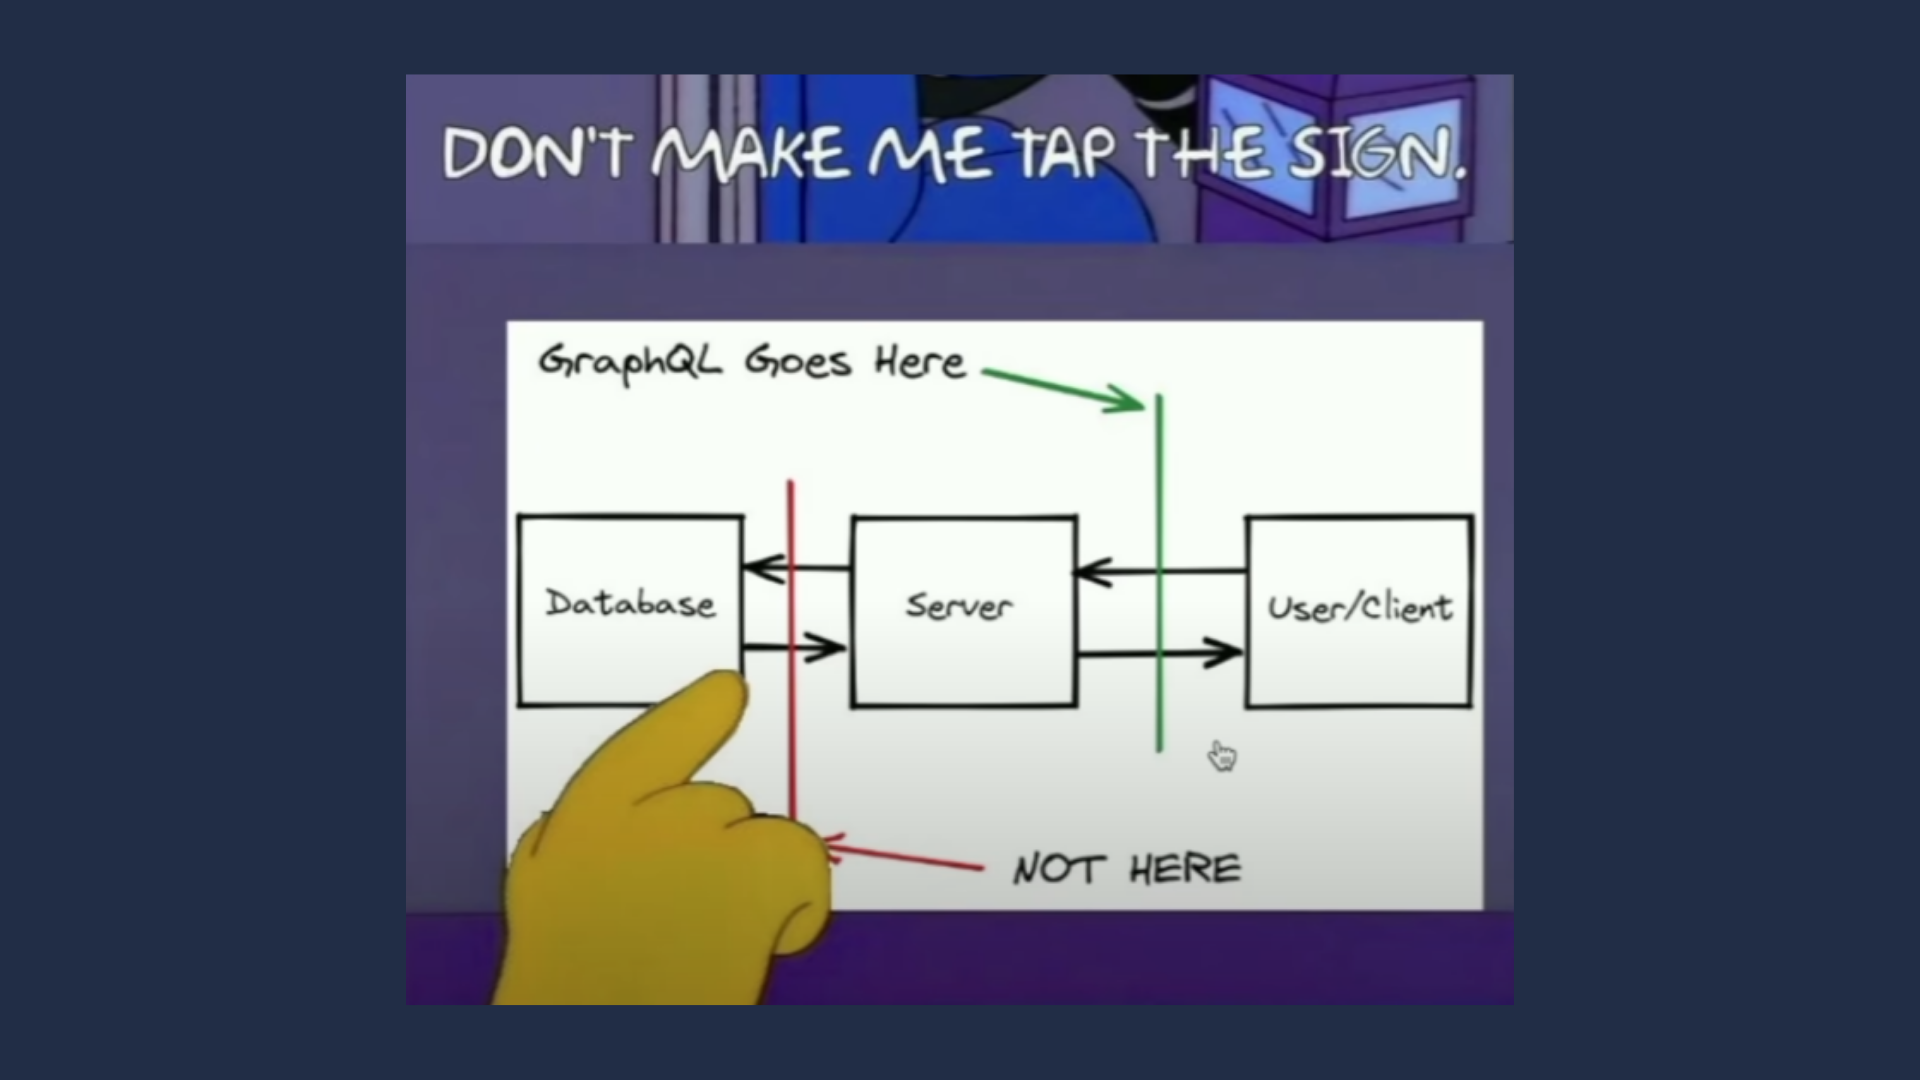 DON'T MAKE ME TAP THE SIGN.
GraphQL Goes Here
Database
Server
User/Client
NOT HERE